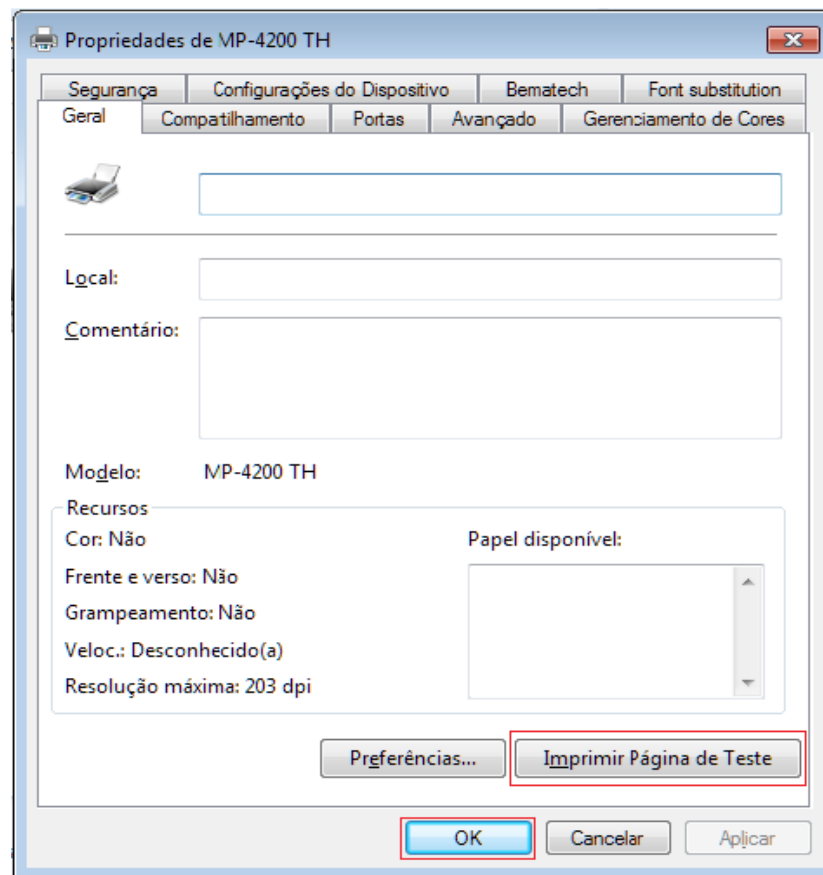 Propriedades de MP-4200 TH
Segurança Configurações do Dispositivo Bematech Font substitution
Geral Compatilhamento Portas Avançado Gerenciamento de Cores
Local:
Comentário:
Modelo: MP-4200 TH
Recursos
Cor: Não Papel disponível:
Frente e verso: Não
Grampeamento: Não
Veloc.: Desconhecido(a)
Resolução máxima: 203 dpi
Preferências... Imprimir Página de Teste
OK Cancelar Aplicar